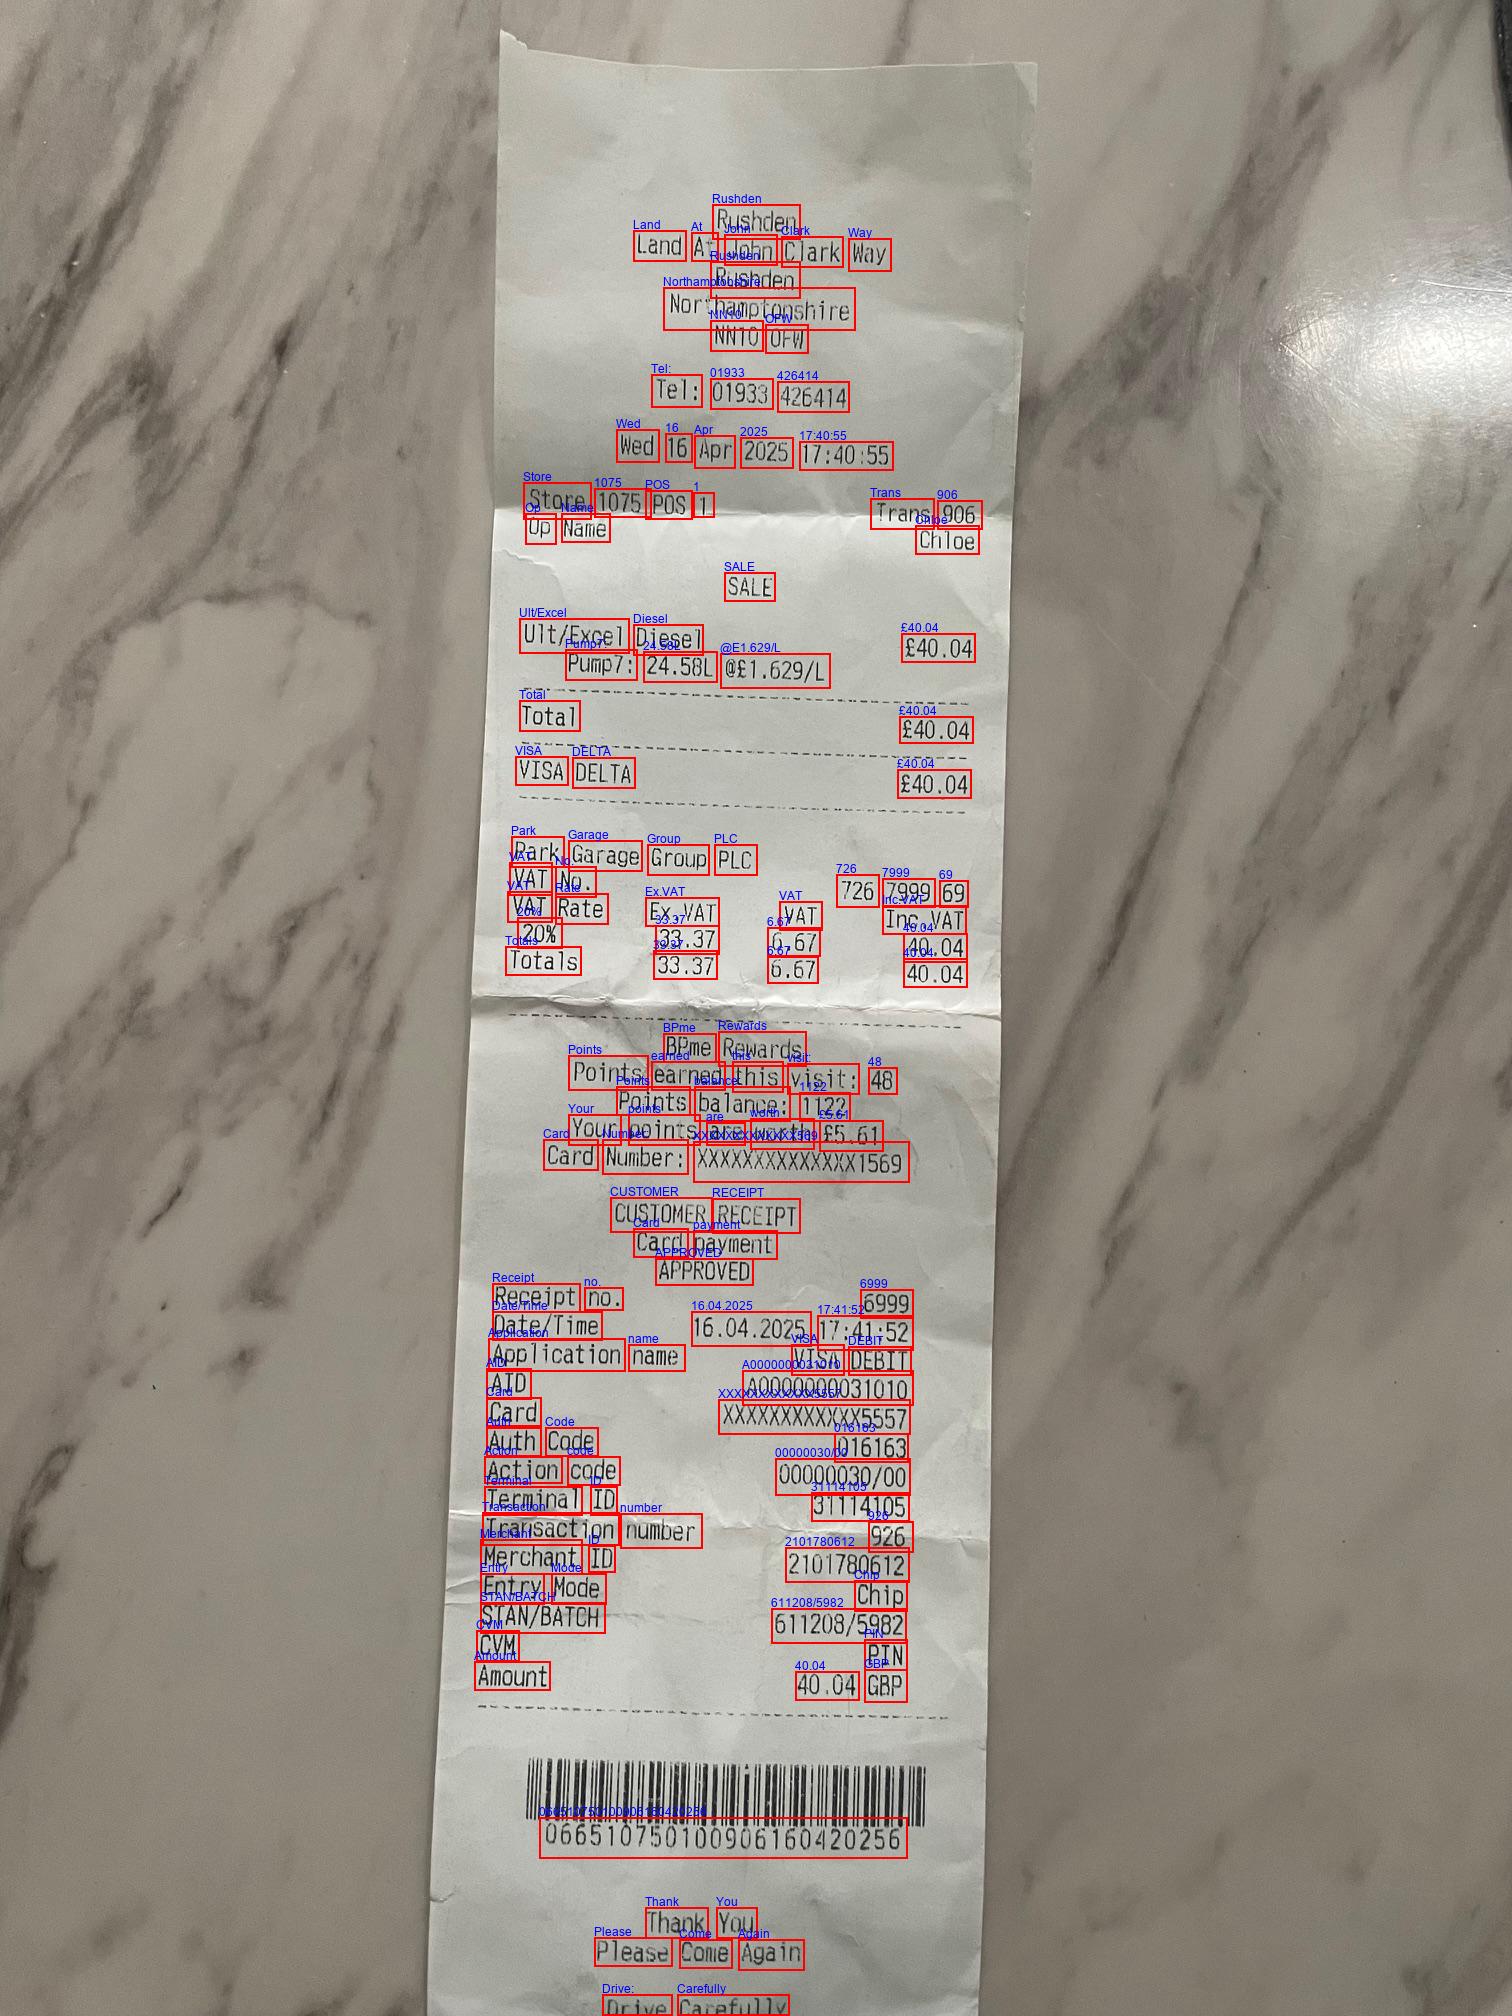 Rushden
Land At John Clark Way
Rushden
Northamptonshire
NN10 0FW
Tel: 01933 426414
Wed 16 Apr 2025 17:40:55
Store 1075 POS 1 Trans 906
Op Name Chloe
SALE
Ult/Excel Diesel £40.04
Pump7: 24.58L @£1.629/L
Total £40.04
VISA DELTA £40.04
Park Garage Group PLC
VAT No. 726 7999 69
VAT Rate Ex.VAT VAT Inc.VAT
20% 33.37 6.67 40.04
Totals 33.37 6.67 40.04
BPme Rewards
Points earned this visit: 48
Points balance: 1122
Your points are worth £5.61
Card Number: XXXXXXXXXXXXXX1569
CUSTOMER RECEIPT
Card payment
APPROVED
Receipt no. 6999
Date/Time 16.04.2025 17:41:52
Application name VISA DEBIT
AID A0000000031010
Card XXXXXXXXXXXX5557
Auth Code 016163
Action code 00000030/00
Terminal ID 31114105
Transaction number 926
Merchant ID 2101780612
Entry Mode Chip
STAN/BATCH 611208/5982
CVM PIN
Amount 40.04 GBP
066510750100906160420256
Thank You
Please Come Again
Drive Carefully